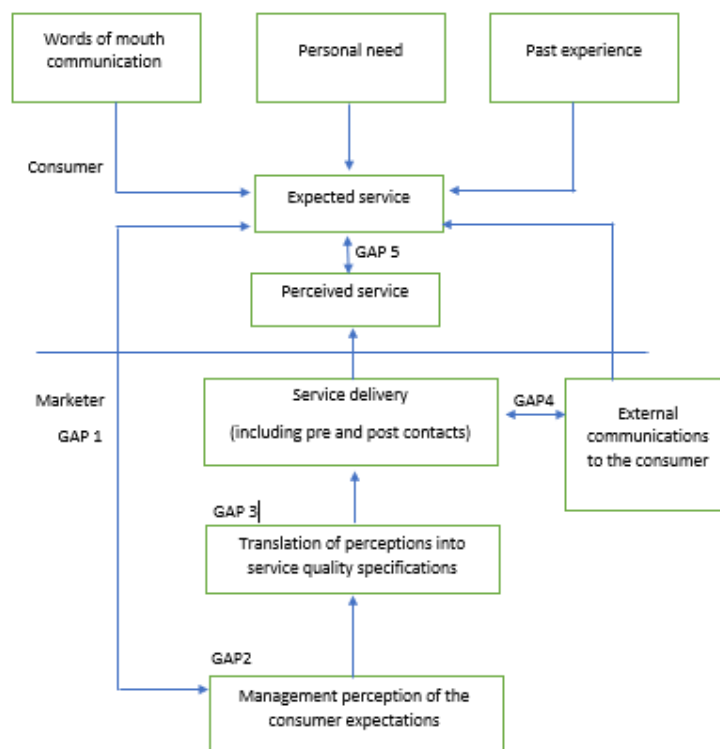 Words of mouth
communication
Personal need
Past experience
Consumer
Expected service
GAP 5
Perceived service
Marketer
GAP 1
Service delivery
(including pre and post contacts)
GAP4
External
communications
to the consumer
GAP 3
Translation of perceptions into
service quality specifications
GAP2
Management perception of the
consumer expectations